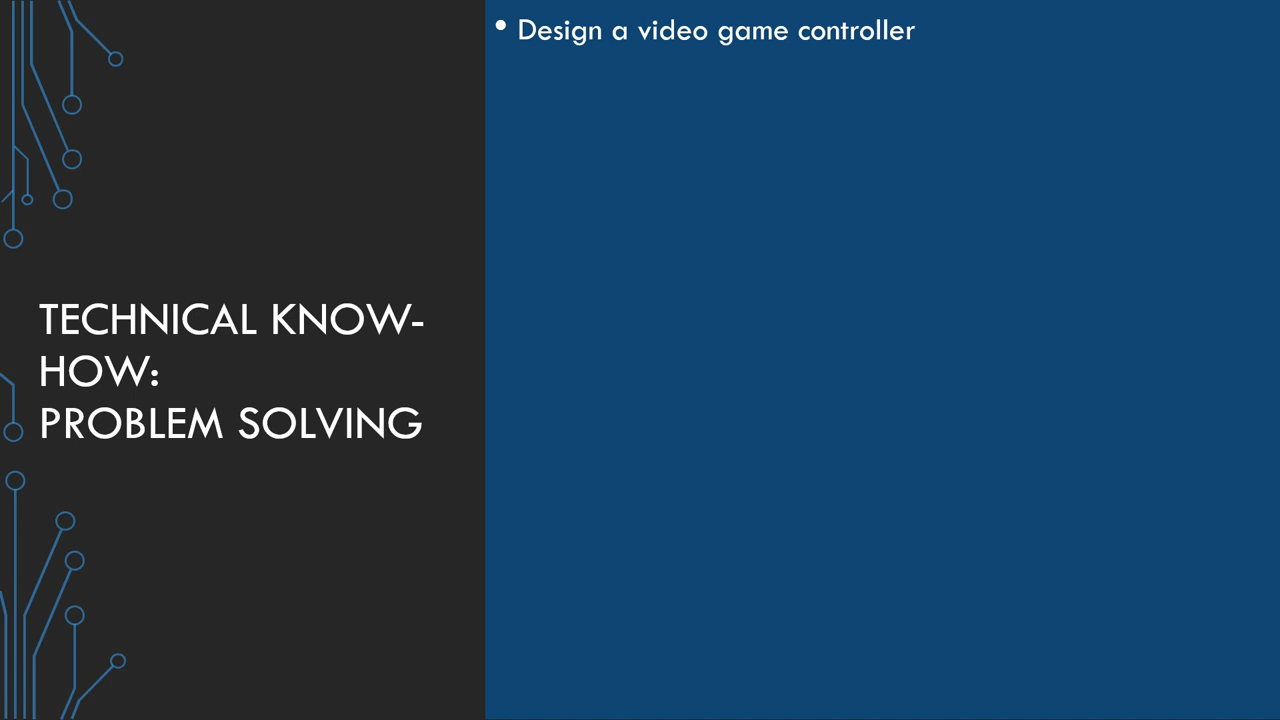 TECHNICAL KNOW-
HOW:
PROBLEM SOLVING
• Design a video game controller